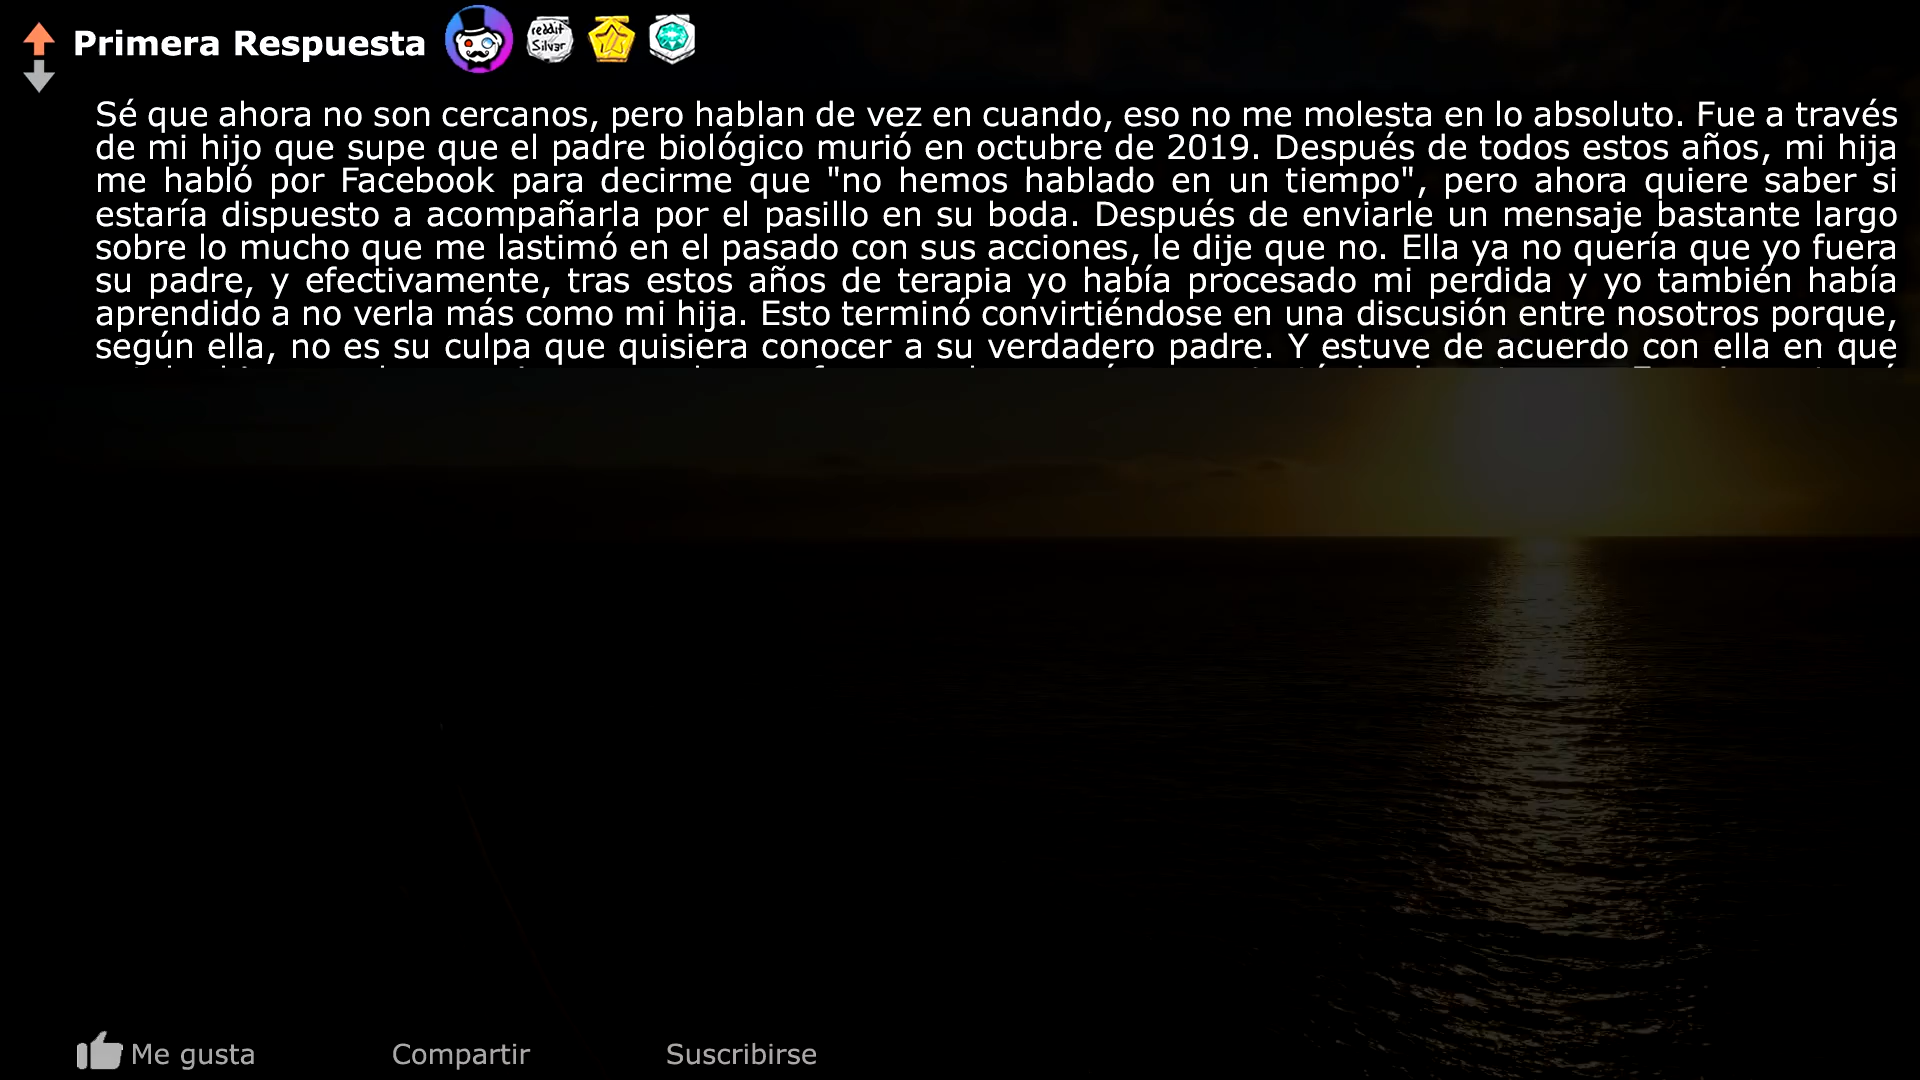 Primera Respuesta
reddit
Silver
Sé que ahora no son cercanos, pero hablan de vez en cuando, eso no me molesta en lo absoluto. Fue a través
de mi hijo que supe que el padre biológico murió en octubre de 2019. Después de todos estos años, mi hija
me habló por Facebook para decirme que "no hemos hablado en un tiempo", pero ahora quiere saber si
estaría dispuesto a acompañarla por el pasillo en su boda. Después de enviarle un mensaje bastante largo
sobre lo mucho que me lastimó en el pasado con sus acciones, le dije que no. Ella ya no quería que yo fuera
su padre, y efectivamente, tras estos años de terapia yo había procesado mi perdida y yo también había
aprendido a no verla más como mi hija. Esto terminó convirtiéndose en una discusión entre nosotros porque,
según ella, no es su culpa que quisiera conocer a su verdadero padre. Y estuve de acuerdo con ella en que
Me gusta
Compartir
Suscribirse